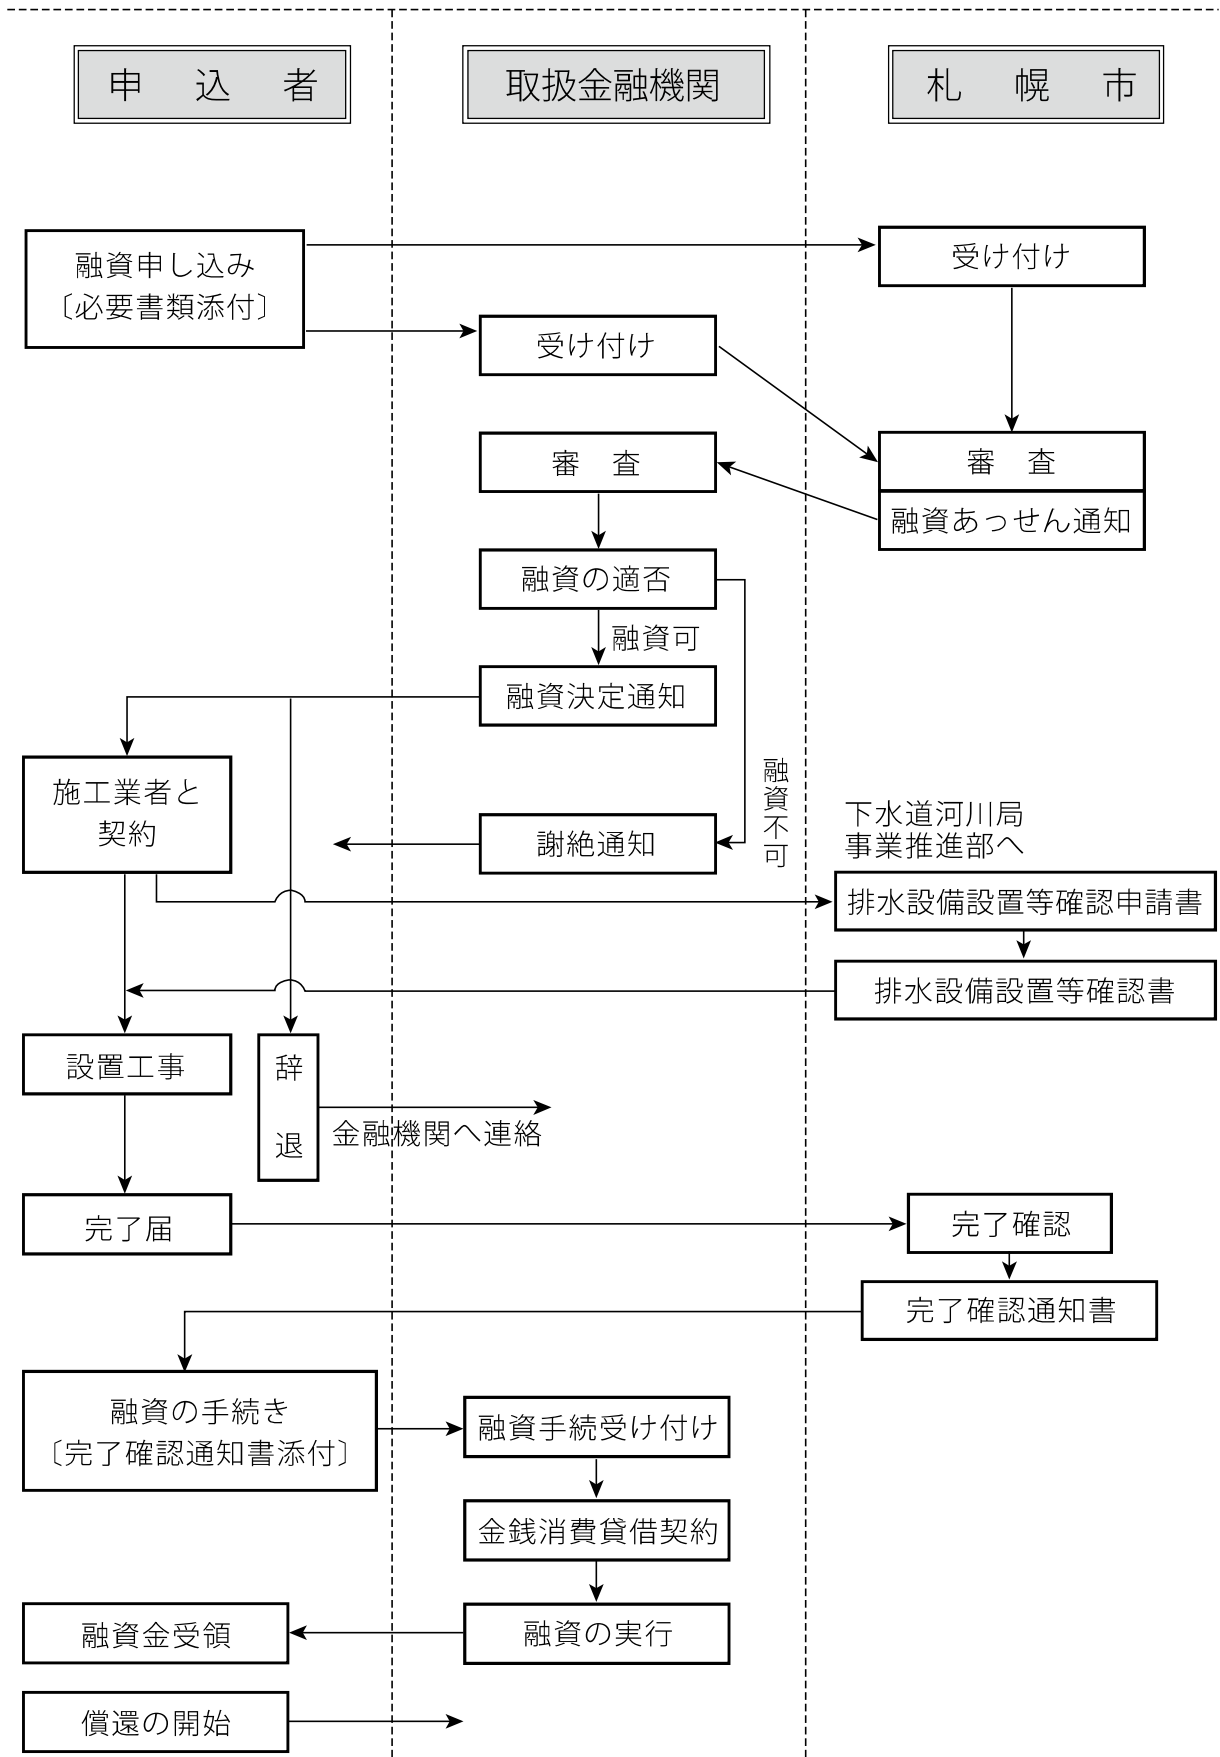 申　込　者
取扱金融機関
札　幌　市
融資申し込み
〔必要書類添付〕
受け付け
受け付け
審　査
審　査
融資あっせん通知
融資の適否
融資可
融資決定通知
融資不可
施工業者と
契約
謝絶通知
下水道河川局
事業推進部へ
排水設備設置等確認申請書
排水設備設置等確認書
設置工事
辞退
金融機関へ連絡
完了届
完了確認
完了確認通知書
融資の手続き
〔完了確認通知書添付〕
融資手続受け付け
金銭消費貸借契約
融資金受領
融資の実行
償還の開始